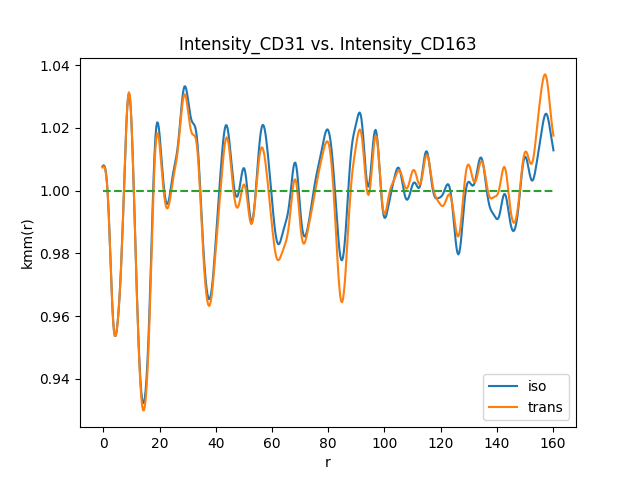 Intensity_CD31 vs. Intensity_CD163
kmm(r)
1.04
1.02
1.00
0.98
0.96
0.94
0 20 40 60 80 100 120 140 160
r
iso
trans